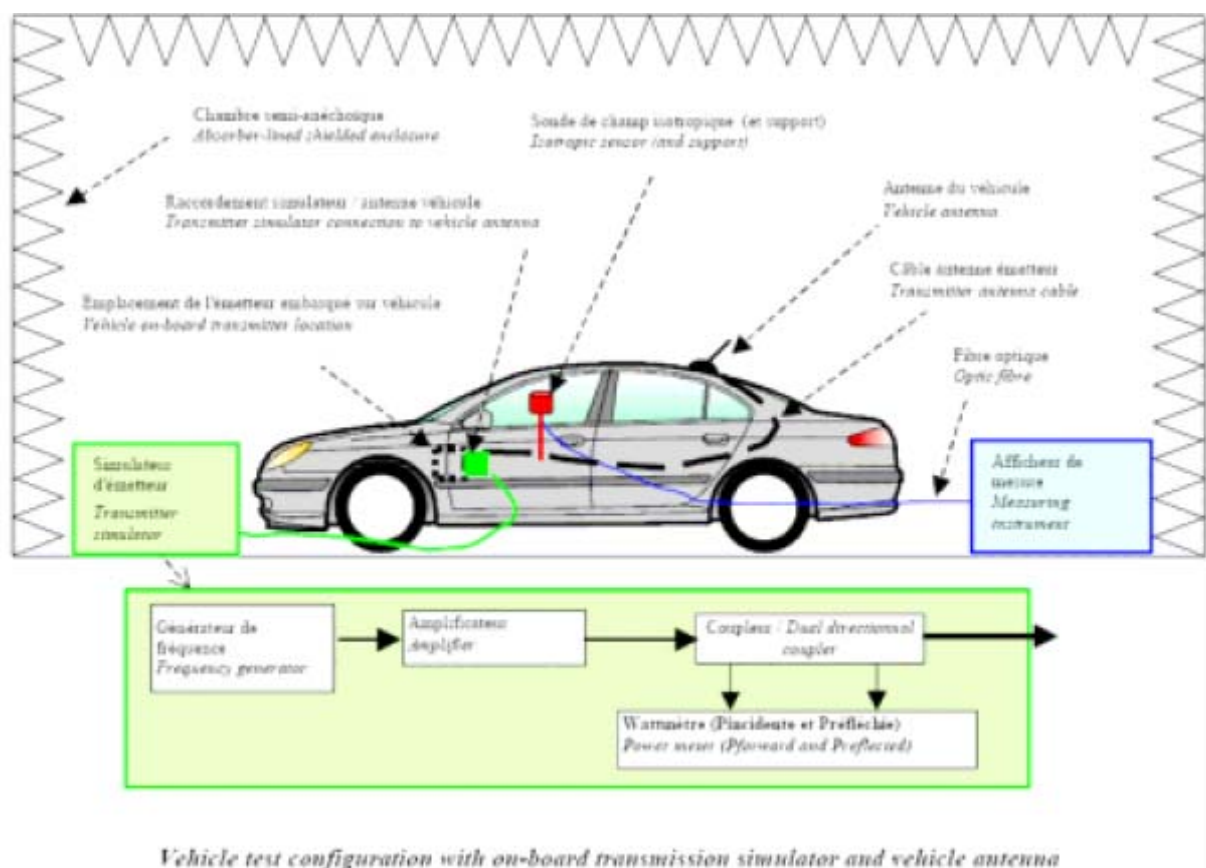 Chambre semi-anéchoïque
Absorber-lined shielded enclosure
Sonde de champ isotropique (et support)
Isotropic sensor (and support)
Raccordement simulateur / antenne véhicule
Transmitter simulator connection to vehicle antenna
Antenne du véhicule
Vehicle antenna
Emplacement de l'émetteur embarqué sur véhicule
Vehicle on-board transmitter location
Câble antenne émetteur
Transmitter antenna cable
Fibre optique
Optic fibre
Simulateur
d'émetteur
Transmitter
simulator
Afficheur de
mesure
Measuring
instrument
Générateur de
fréquence
Frequency generator
Amplificateur
Amplifier
Coupleur / Dual directionnal
coupler
Wattmètre (Pincidente et Préfléchie)
Power meter (Pforward and Preflected)
Vehicle test configuration with on-board transmission simulator and vehicle antenna